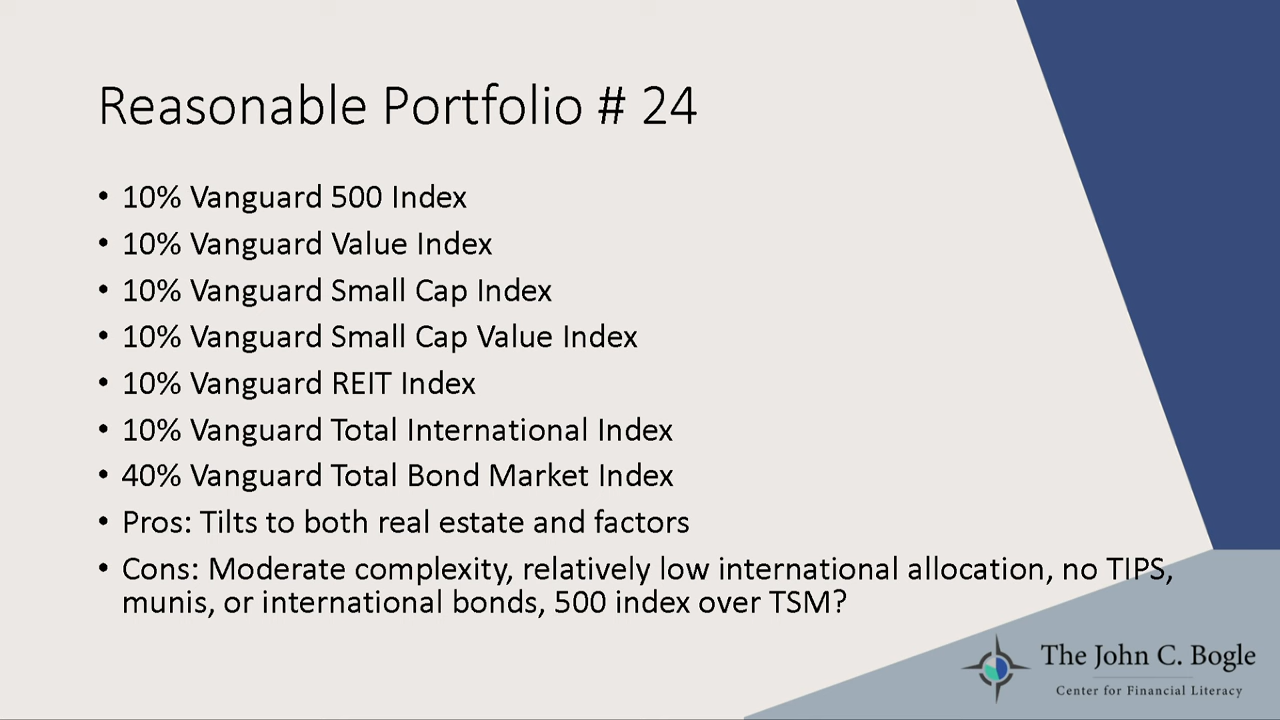 Reasonable Portfolio # 24
• 10% Vanguard 500 Index
• 10% Vanguard Value Index
• 10% Vanguard Small Cap Index
• 10% Vanguard Small Cap Value Index
• 10% Vanguard REIT Index
• 10% Vanguard Total International Index
• 40% Vanguard Total Bond Market Index
• Pros: Tilts to both real estate and factors
• Cons: Moderate complexity, relatively low international allocation, no TIPS,
munis, or international bonds, 500 index over TSM?
The John C. Bogle
Center for Financial Literacy